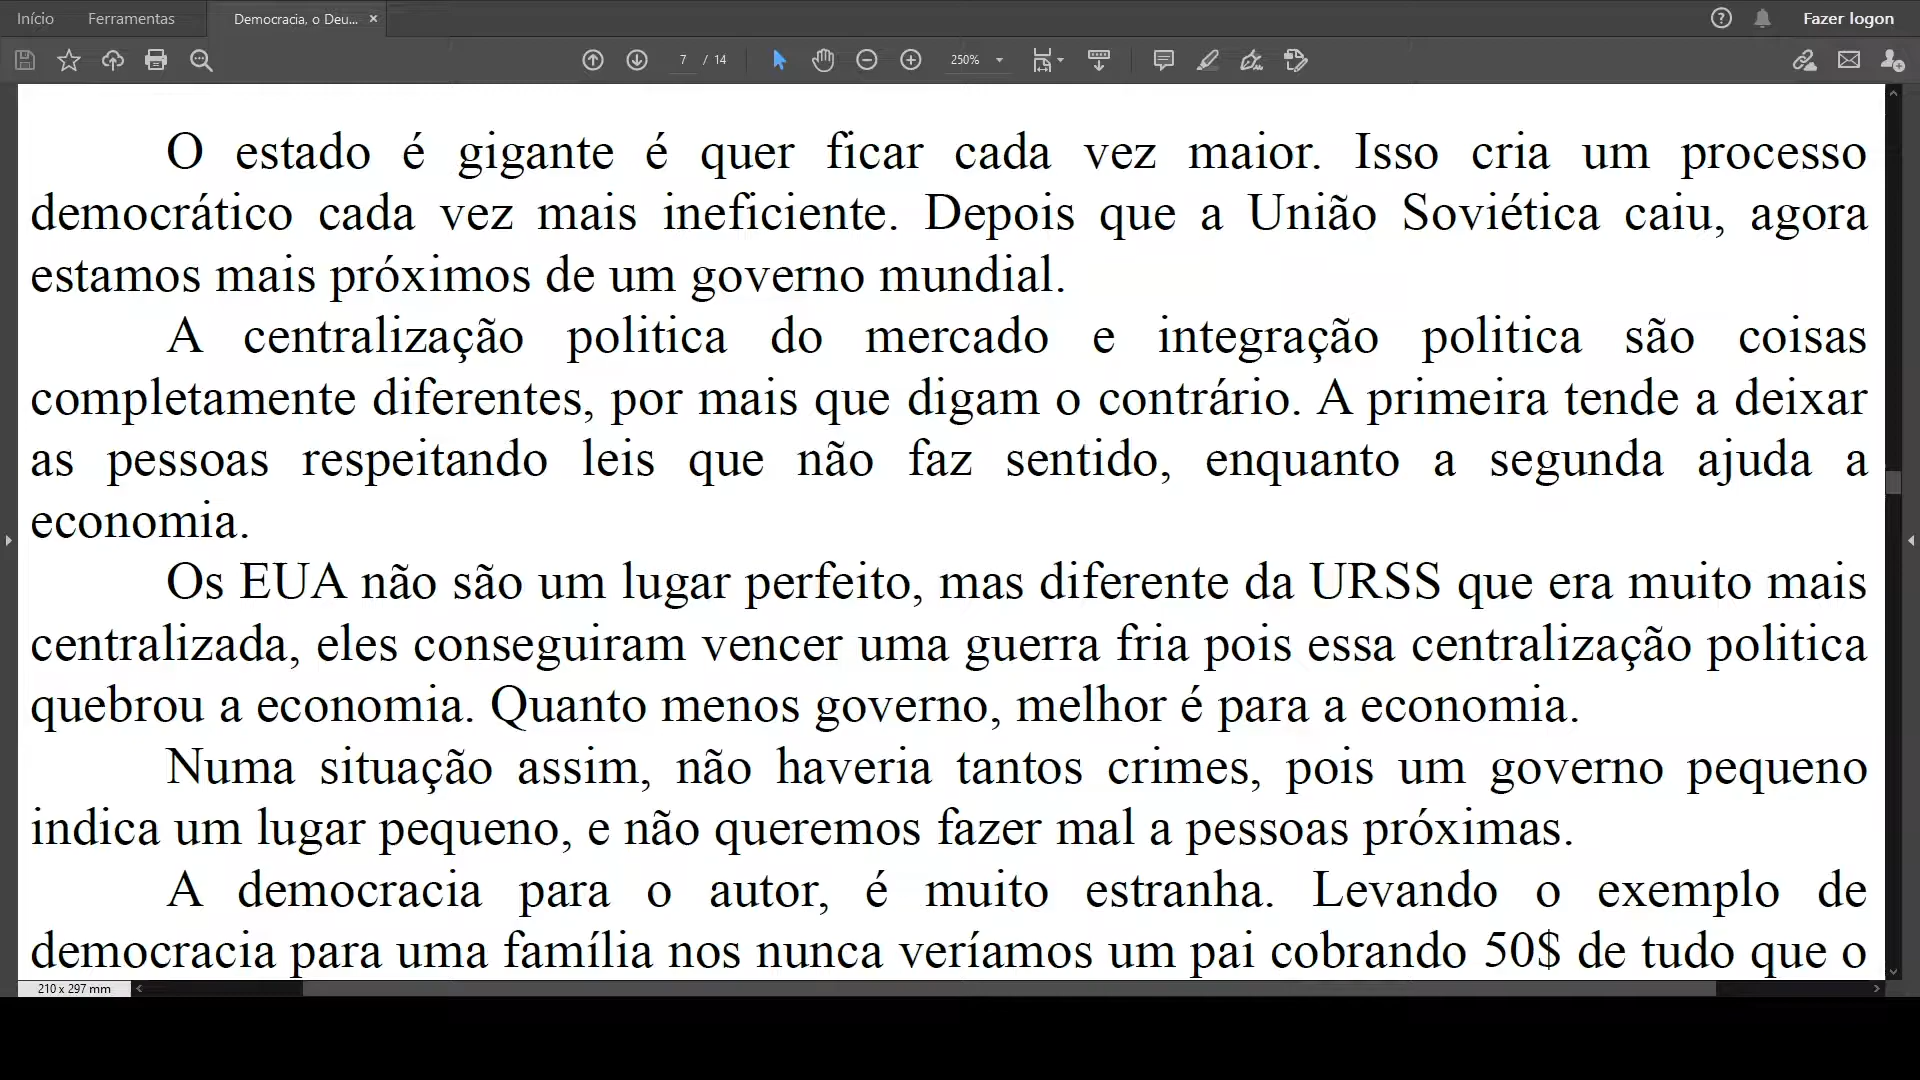 Início Ferramentas Democracia, o Deu... × Fazer logon
7 / 14 250%
O estado é gigante é quer ficar cada vez maior. Isso cria um processo
democrático cada vez mais ineficiente. Depois que a União Soviética caiu, agora
estamos mais próximos de um governo mundial.
A centralização politica do mercado e integração politica são coisas
completamente diferentes, por mais que digam o contrário. A primeira tende a deixar
as pessoas respeitando leis que não faz sentido, enquanto a segunda ajuda a
economia.
Os EUA não são um lugar perfeito, mas diferente da URSS que era muito mais
centralizada, eles conseguiram vencer uma guerra fria pois essa centralização politica
quebrou a economia. Quanto menos governo, melhor é para a economia.
Numa situação assim, não haveria tantos crimes, pois um governo pequeno
indica um lugar pequeno, e não queremos fazer mal a pessoas próximas.
A democracia para o autor, é muito estranha. Levando o exemplo de
democracia para uma família nos nunca veríamos um pai cobrando 50$ de tudo que o
210 x 297 mm